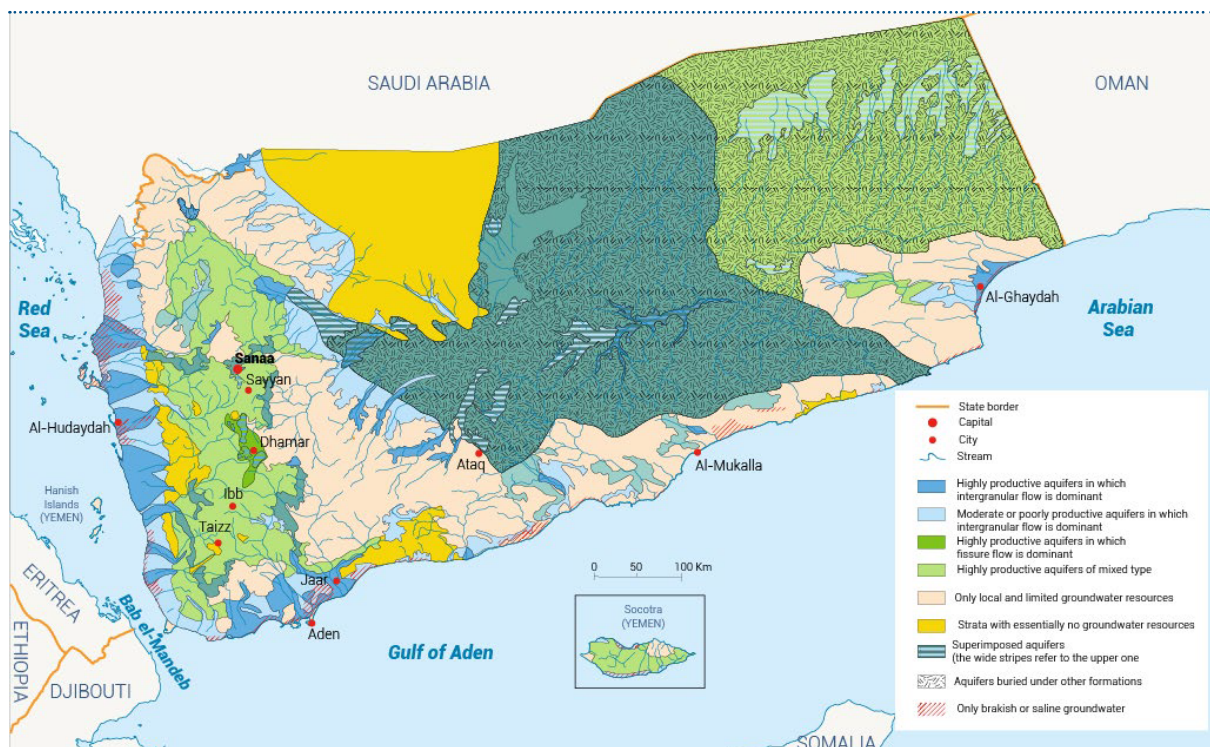 SAUDI ARABIA
OMAN
Red
Sea
Al-Ghaydah
Arabian
Sea
Sanaa
Sayyan
Al-Hudaydah
Dhamar
Ataq
Al-Mukalla
Hanish
Islands
(YEMEN)
Ibb
Taizz
Jaar
Aden
0 50 100 Km
Socotra
(YEMEN)
ERITREA
ETHIOPIA
DJIBOUTI
Bab el-Mandeb
Gulf of Aden
SOMALIA
State border
Capital
City
Stream
Highly productive aquifers in which
intergranular flow is dominant
Moderate or poorly productive aquifers in which
intergranular flow is dominant
Highly productive aquifers in which
fissure flow is dominant
Highly productive aquifers of mixed type
Only local and limited groundwater resources
Strata with essentially no groundwater resources
Superimposed aquifers
(the wide stripes refer to the upper one
Aquifers buried under other formations
Only brakish or saline groundwater